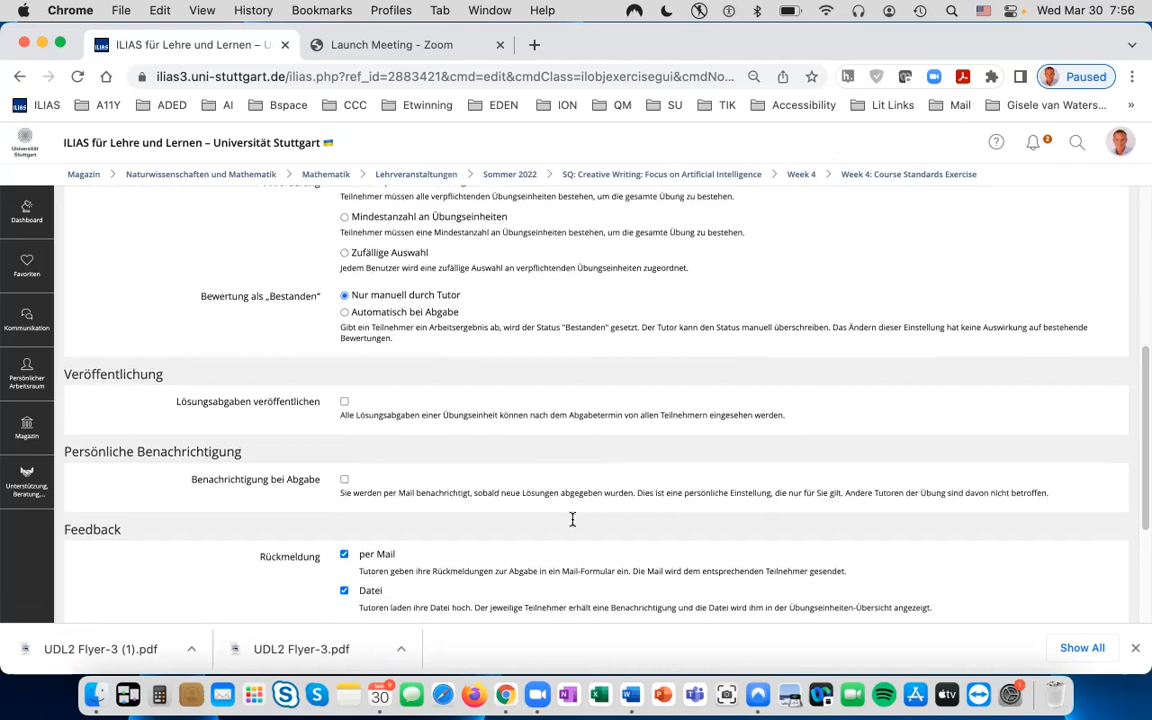 Chrome File Edit View History Bookmarks Profiles Tab Window Help Wed Mar 30 7:56
ILIAS für Lehre und Lernen – U Launch Meeting - Zoom
ilias3.uni-stuttgart.de/ilias.php?ref_id=2883421&cmd=edit&cmdClass=ilobjexercisegui&cmdNo... Paused
ILIAS A11Y ADED AI Bspace CCC Etwinning EDEN ION QM SU TIK Accessibility Lit Links Mail Gisele van Waters... »
Universität Stuttgart ILIAS für Lehre und Lernen – Universität Stuttgart 2
Magazin Naturwissenschaften und Mathematik Mathematik Lehrveranstaltungen Sommer 2022 SQ: Creative Writing: Focus on Artificial Intelligence Week 4 Week 4: Course Standards Exercise
Dashboard
Favoriten
Kommunikation
Persönlicher Arbeitsraum
Magazin
Unterstützung, Beratung,...
Teilnehmer müssen alle verpflichtenden Übungseinheiten bestehen, um die gesamte Übung zu bestehen.
Mindestanzahl an Übungseinheiten
Teilnehmer müssen eine Mindestanzahl an Übungseinheiten bestehen, um die gesamte Übung zu bestehen.
Zufällige Auswahl
Jedem Benutzer wird eine zufällige Auswahl an verpflichtenden Übungseinheiten zugeordnet.
Bewertung als „Bestanden“ Nur manuell durch Tutor
Automatisch bei Abgabe
Gibt ein Teilnehmer ein Arbeitsergebnis ab, wird der Status "Bestanden" gesetzt. Der Tutor kann den Status manuell überschreiben. Das Ändern dieser Einstellung hat keine Auswirkung auf bestehende
Bewertungen.
Veröffentlichung
Lösungsabgaben veröffentlichen
Alle Lösungsabgaben einer Übungseinheit können nach dem Abgabetermin von allen Teilnehmern eingesehen werden.
Persönliche Benachrichtigung
Benachrichtigung bei Abgabe
Sie werden per Mail benachrichtigt, sobald neue Lösungen abgegeben wurden. Dies ist eine persönliche Einstellung, die nur für Sie gilt. Andere Tutoren der Übung sind davon nicht betroffen.
Feedback
Rückmeldung per Mail
Tutoren geben ihre Rückmeldungen zur Abgabe in ein Mail-Formular ein. Die Mail wird dem entsprechenden Teilnehmer gesendet.
Datei
Tutoren laden ihre Datei hoch. Der jeweilige Teilnehmer erhält eine Benachrichtigung und die Datei wird ihm in der Übungseinheiten-Übersicht angezeigt.
UDL2 Flyer-3 (1).pdf UDL2 Flyer-3.pdf Show All